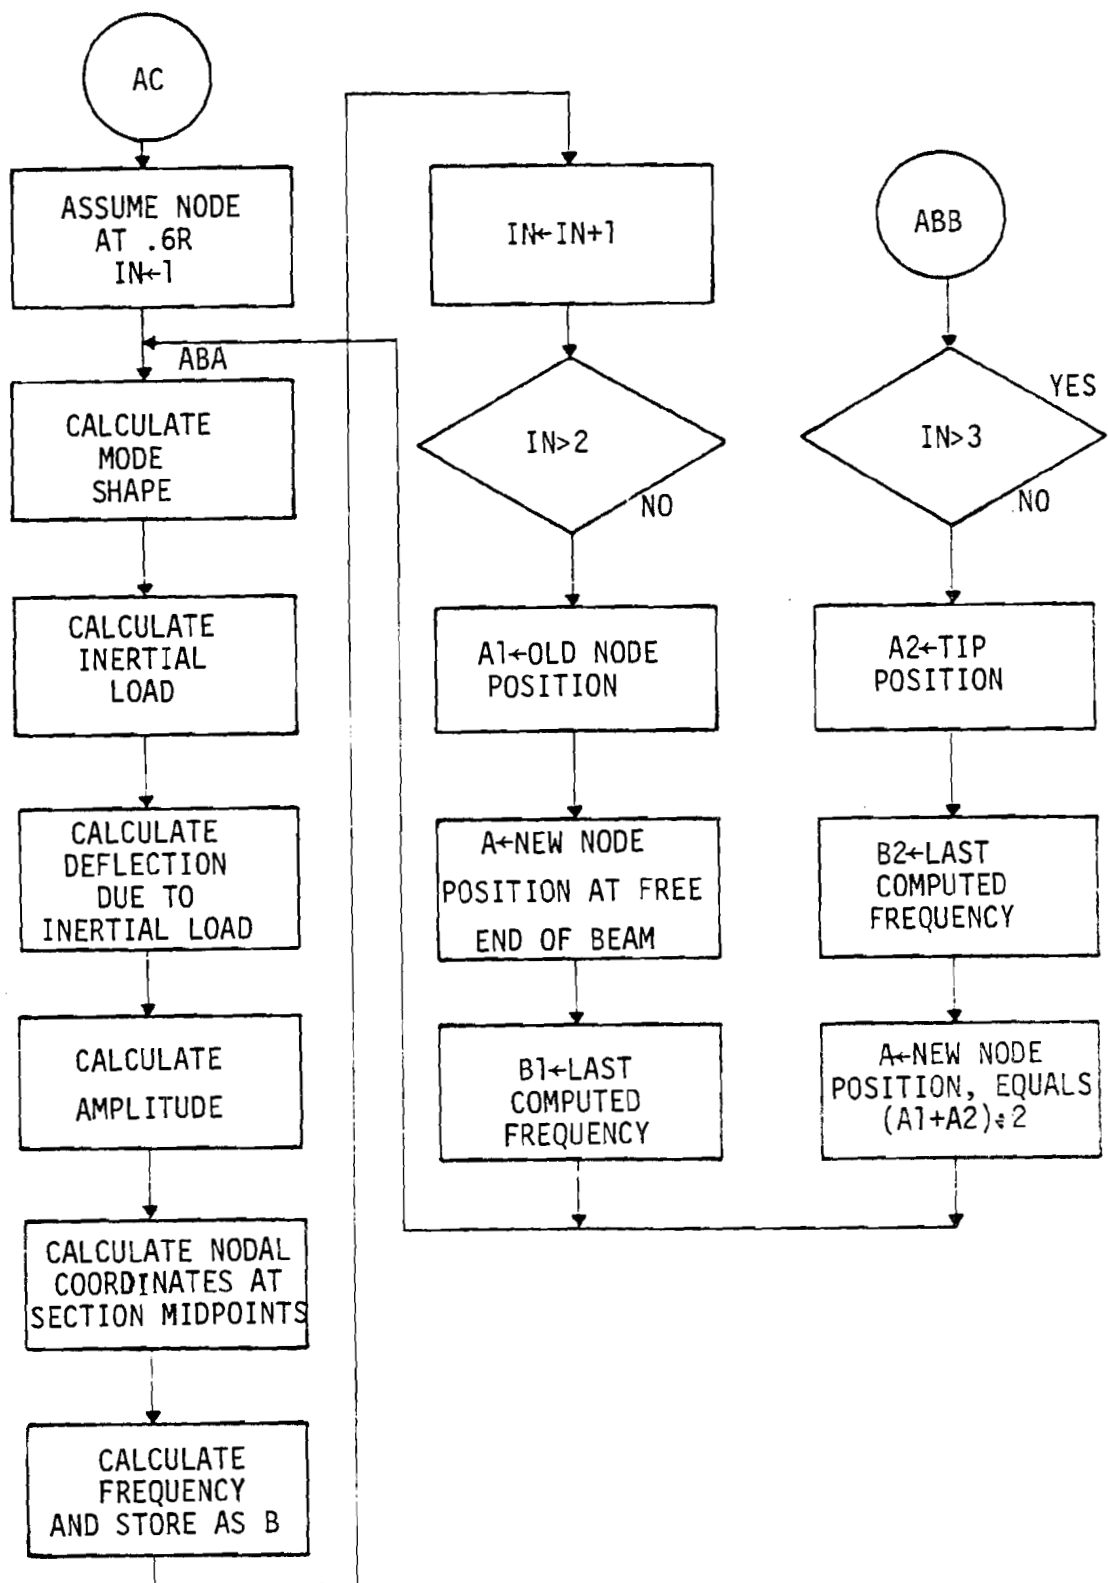 AC
ASSUME NODE
AT .6R
IN←1
ABA
CALCULATE
MODE
SHAPE
CALCULATE
INERTIAL
LOAD
CALCULATE
DEFLECTION
DUE TO
INERTIAL LOAD
CALCULATE
AMPLITUDE
CALCULATE NODAL
COORDINATES AT
SECTION MIDPOINTS
CALCULATE
FREQUENCY
AND STORE AS B
IN←IN+1
IN>2
NO
A1←OLD NODE
POSITION
A←NEW NODE
POSITION AT FREE
END OF BEAM
B1←LAST
COMPUTED
FREQUENCY
ABB
YES
IN>3
NO
A2←TIP
POSITION
B2←LAST
COMPUTED
FREQUENCY
A←NEW NODE
POSITION, EQUALS
(A1+A2)÷2